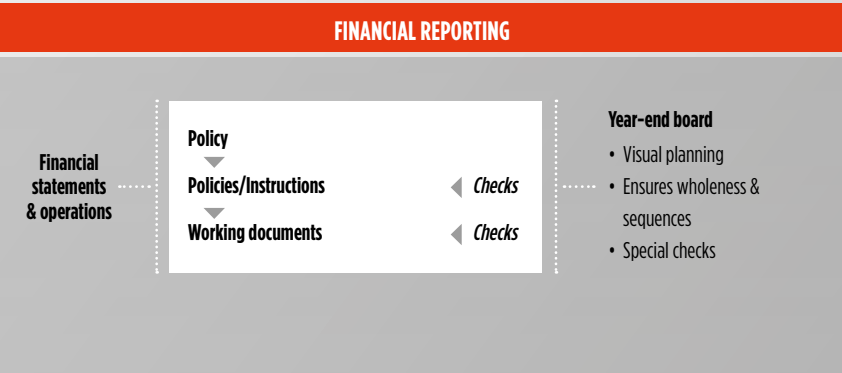 FINANCIAL REPORTING
Financial
statements
& operations
Policy
Policies/Instructions
Checks
Working documents
Checks
Year-end board
• Visual planning
• Ensures wholeness &
sequences
• Special checks